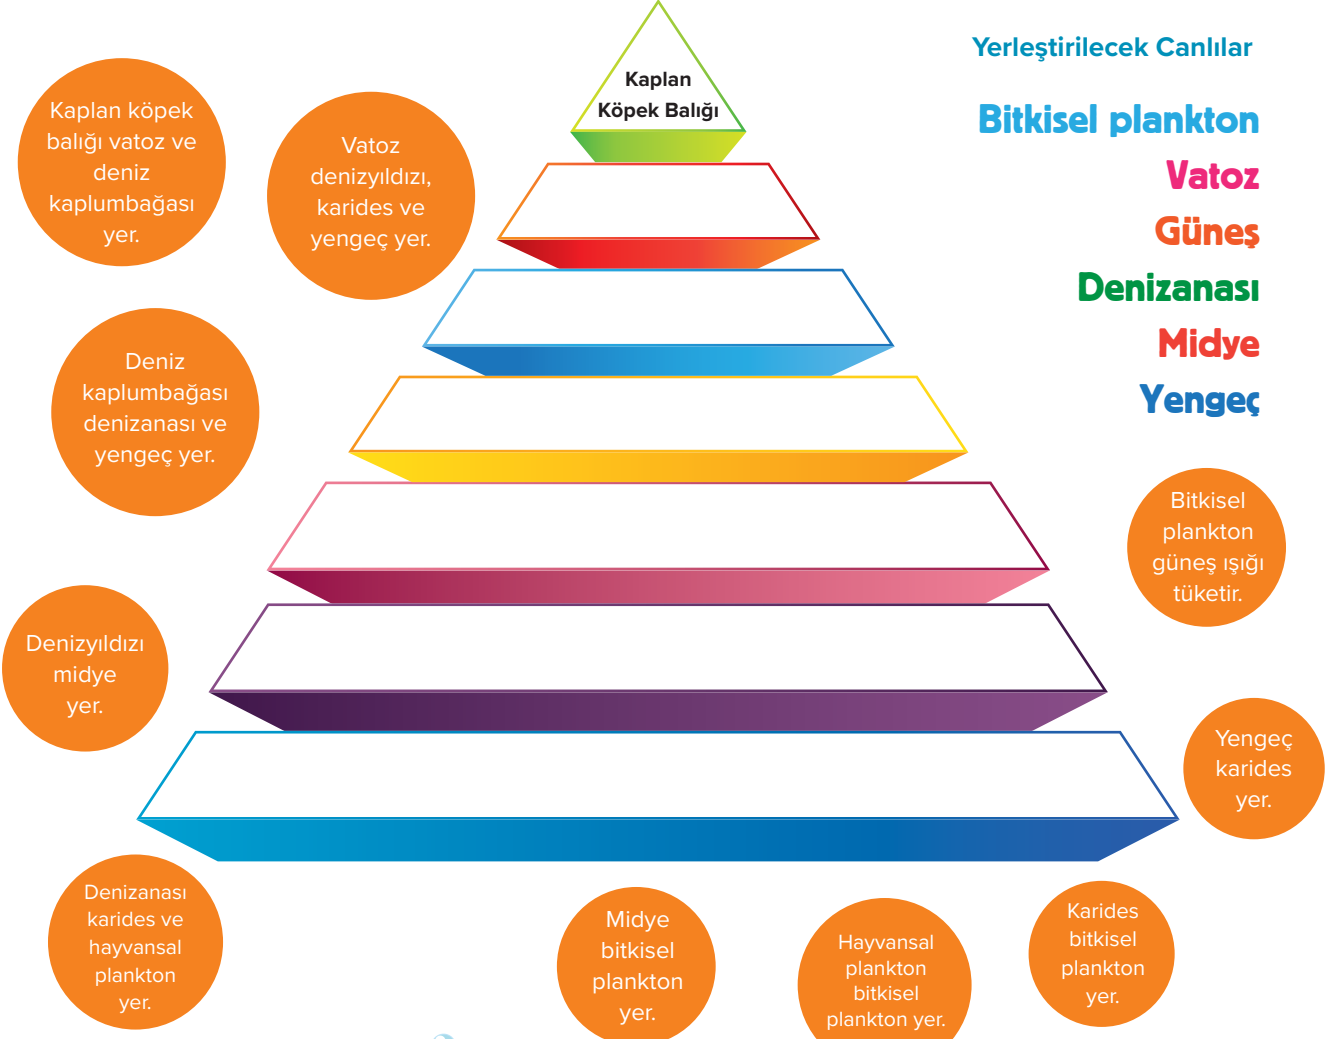 Yerleştirilecek Canlılar
Kaplan
Köpek Balığı
Kaplan köpek
balığı vatoz ve
deniz
kaplumbağası
yer.
Vatoz
denizyıldızı,
karides ve
yengeç yer.
Bitkisel plankton
Vatoz
Güneş
Denizanası
Midye
Yengeç
Deniz
kaplumbağası
denizanası ve
yengeç yer.
Bitkisel
plankton
güneş ışığı
tüketir.
Denizyıldızı
midye
yer.
Yengeç
karides
yer.
Denizanası
karides ve
hayvansal
plankton
yer.
Midye
bitkisel
plankton
yer.
Hayvansal
plankton
bitkisel
plankton yer.
Karides
bitkisel
plankton
yer.